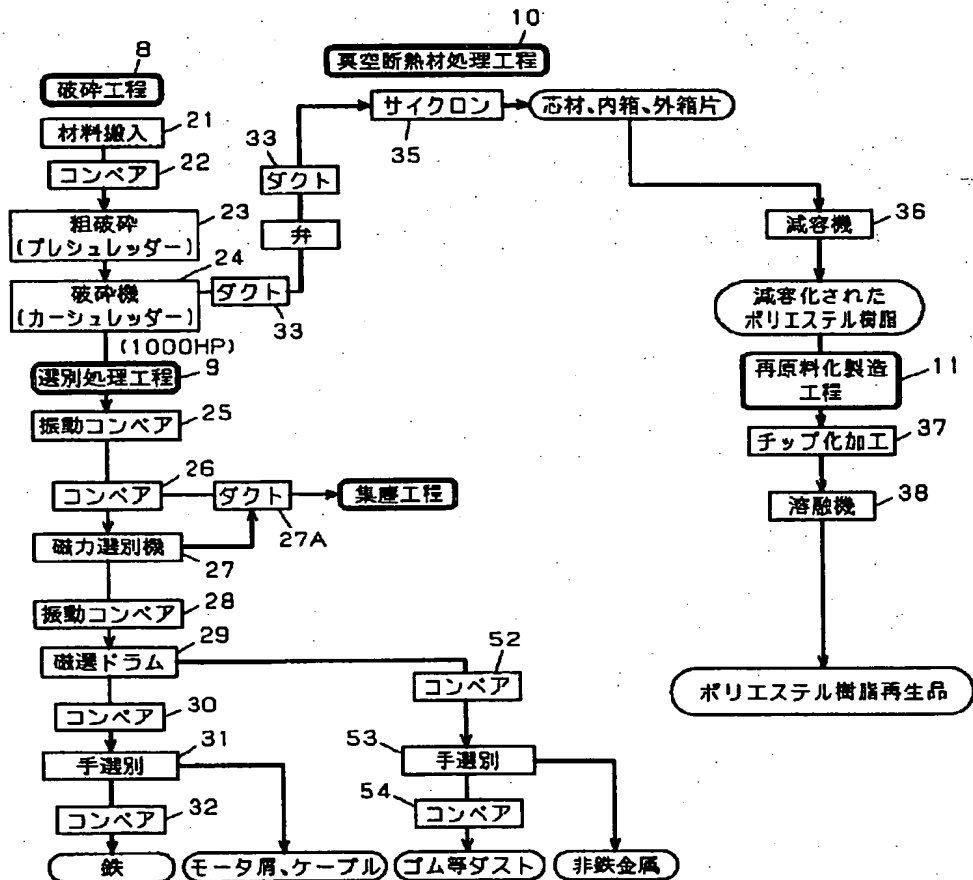 10
8
真空断熱材処理工程
破砕工程
サイクロン
芯材、内箱、外箱片
21
材料搬入
33
35
22
コンベア
ダクト
23
粗破砕
(プレシュレッダー)
弁
減容機
36
24
破砕機
(カーシュレッダー)
ダクト
33
減容化された
ポリエステル樹脂
(1000HP)
9
選別処理工程
再原料化製造
工程
11
25
振動コンベア
チップ化加工
37
26
コンベア
ダクト
集塵工程
溶融機
38
27A
磁力選別機
27
28
振動コンベア
29
磁選ドラム
52
コンベア
ポリエステル樹脂再生品
30
コンベア
31
手選別
53
手選別
32
コンベア
54
コンベア
鉄
モータ屑、ケーブル
ゴム等ダスト
非鉄金属